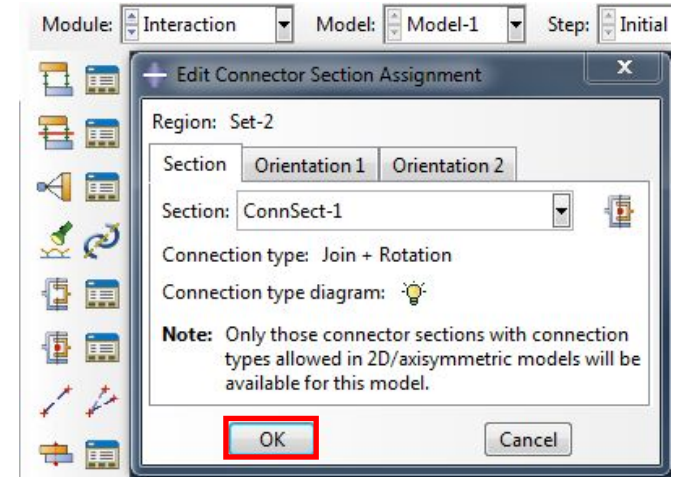 Module: Interaction Model: Model-1 Step: Initial
Edit Connector Section Assignment X
Region: Set-2
Section Orientation 1 Orientation 2
Section: ConnSect-1
Connection type: Join + Rotation
Connection type diagram:
Note: Only those connector sections with connection
types allowed in 2D/axisymmetric models will be
available for this model.
OK Cancel